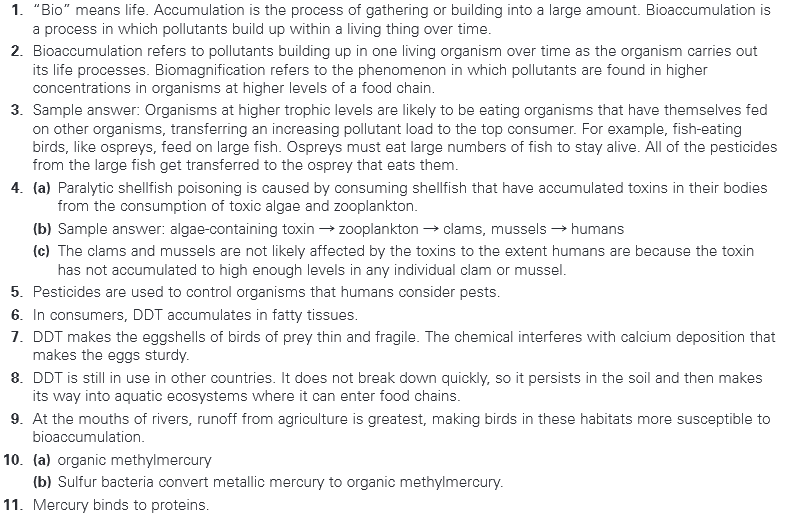 1. “Bio” means life. Accumulation is the process of gathering or building into a large amount. Bioaccumulation is
a process in which pollutants build up within a living thing over time.
2. Bioaccumulation refers to pollutants building up in one living organism over time as the organism carries out
its life processes. Biomagnification refers to the phenomenon in which pollutants are found in higher
concentrations in organisms at higher levels of a food chain.
3. Sample answer: Organisms at higher trophic levels are likely to be eating organisms that have themselves fed
on other organisms, transferring an increasing pollutant load to the top consumer. For example, fish-eating
birds, like ospreys, feed on large fish. Ospreys must eat large numbers of fish to stay alive. All of the pesticides
from the large fish get transferred to the osprey that eats them.
4. (a) Paralytic shellfish poisoning is caused by consuming shellfish that have accumulated toxins in their bodies
from the consumption of toxic algae and zooplankton.
(b) Sample answer: algae-containing toxin → zooplankton → clams, mussels → humans
(c) The clams and mussels are not likely affected by the toxins to the extent humans are because the toxin
has not accumulated to high enough levels in any individual clam or mussel.
5. Pesticides are used to control organisms that humans consider pests.
6. In consumers, DDT accumulates in fatty tissues.
7. DDT makes the eggshells of birds of prey thin and fragile. The chemical interferes with calcium deposition that
makes the eggs sturdy.
8. DDT is still in use in other countries. It does not break down quickly, so it persists in the soil and then makes
its way into aquatic ecosystems where it can enter food chains.
9. At the mouths of rivers, runoff from agriculture is greatest, making birds in these habitats more susceptible to
bioaccumulation.
10. (a) organic methylmercury
(b) Sulfur bacteria convert metallic mercury to organic methylmercury.
11. Mercury binds to proteins.